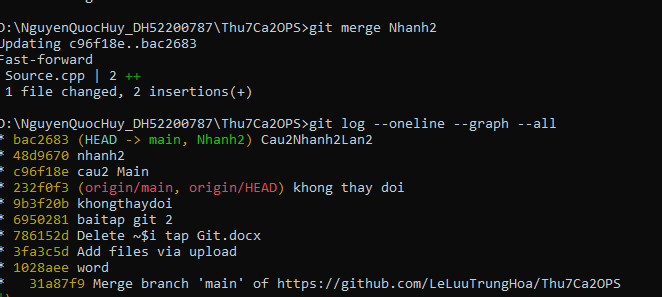 D:\NguyenQuocHuy_DH52200787\Thu7Ca2OPS>git merge Nhanh2
Updating c96f18e..bac2683
Fast-forward
 Source.cpp | 2 ++
 1 file changed, 2 insertions(+)
D:\NguyenQuocHuy_DH52200787\Thu7Ca2OPS>git log --oneline --graph --all
* bac2683 (HEAD -> main, Nhanh2) Cau2Nhanh2Lan2
* 48d9670 nhanh2
* c96f18e cau2 Main
* 232f0f3 (origin/main, origin/HEAD) khong thay doi
* 9b3f20b khongthaydoi
* 6950281 baitap git 2
* 786152d Delete ~$i tap Git.docx
* 3fa3c5d Add files via upload
* 1028aee word
*   31a87f9 Merge branch 'main' of https://github.com/LeLuuTrungHoa/Thu7Ca2OPS